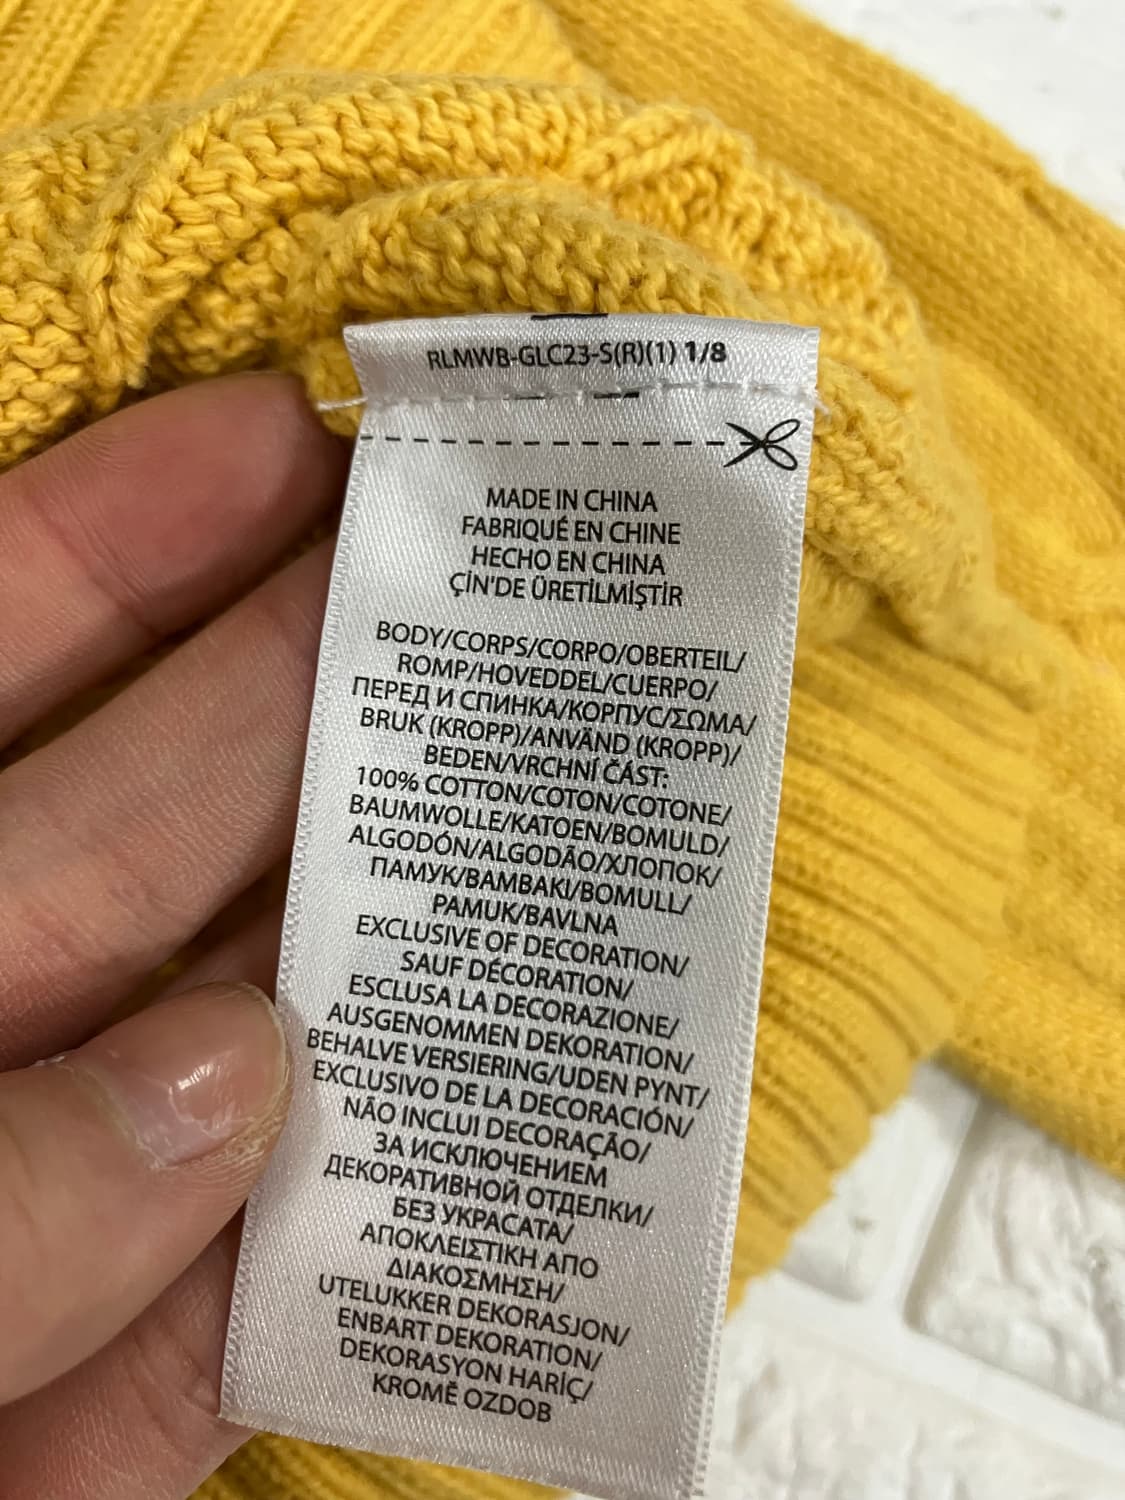 RLMWB-GLC23-S(R)(1) 1/8
MADE IN CHINA
FABRIQUÉ EN CHINE
HECHO EN CHINA
ÇİN'DE ÜRETİLMİŞTİR
BODY/CORPS/CORPO/OBERTEIL/
ROMP/HOVEDDEL/CUERPO/
ПЕРЕД И СПИНКА/КОРПУС/ΣΩΜΑ/
BRUK (KROPP)/ANVÄND (KROPP)/
BEDEN/VRCHNÍ ČÁST:
100% COTTON/COTON/COTONE/
BAUMWOLLE/KATOEN/BOMULD/
ALGODÓN/ALGODÃO/ХЛОПОК/
ПАМУК/ΒΑΜΒΑΚΙ/BOMULL/
PAMUK/BAVLNA
EXCLUSIVE OF DECORATION/
SAUF DÉCORATION/
ESCLUSA LA DECORAZIONE/
AUSGENOMMEN DEKORATION/
BEHALVE VERSIERING/UDEN PYNT/
EXCLUSIVO DE LA DECORACIÓN/
NÃO INCLUI DECORAÇÃO/
ЗА ИСКЛЮЧЕНИЕМ
ДЕКОРАТИВНОЙ ОТДЕЛКИ/
БЕЗ УКРАСАТА/
ΑΠΟΚΛΕΙΣΤΙΚΗ ΑΠΟ
ΔΙΑΚΟΣΜΗΣΗ/
UTELUKKER DEKORASJON/
ENBART DEKORATION/
DEKORASYON HARİÇ/
KROMĚ OZDOB